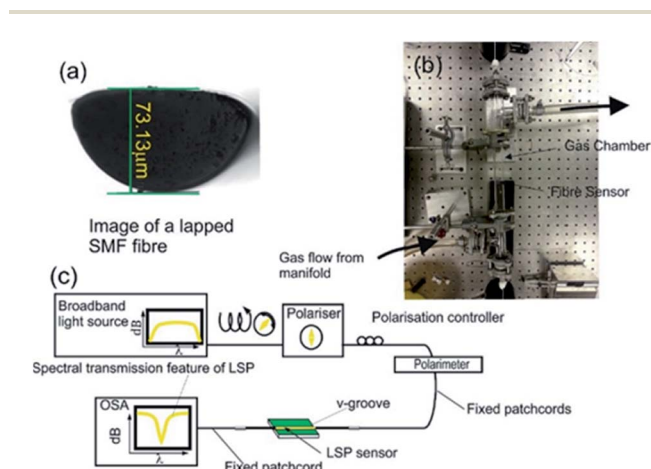 (a)
73.13µm
Image of a lapped
SMF fibre
(b)
Gas Chamber
Fibre Sensor
Gas flow from
manifold
(c)
Broadband
light source
dB
λ
Polariser
Polarisation controller
Polarimeter
Spectral transmission feature of LSP
OSA
dB
λ
v-groove
LSP sensor
Fixed patchcords
Fixed patchcord